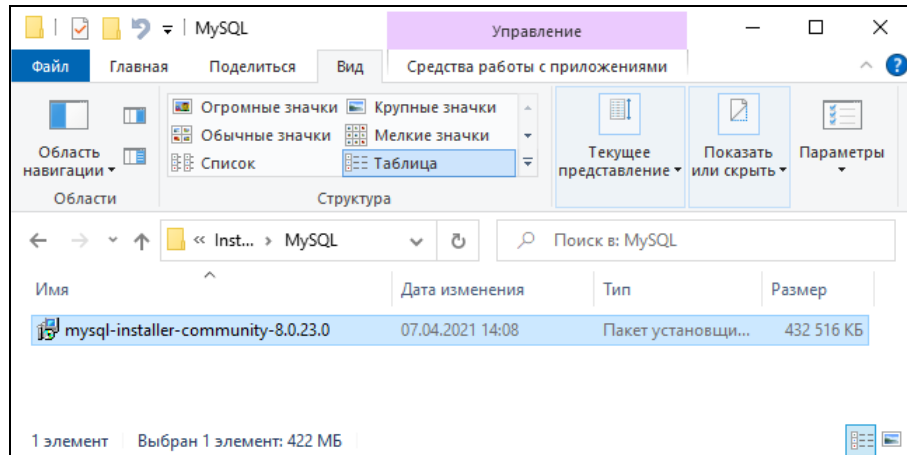 MySQL
Управление
Файл Главная Поделиться Вид Средства работы с приложениями
Огромные значки Крупные значки
Обычные значки Мелкие значки
Список Таблица
Область навигации
Текущее представление
Показать или скрыть
Параметры
Области Структура
« Inst... › MySQL Поиск в: MySQL
Имя Дата изменения Тип Размер
mysql-installer-community-8.0.23.0 07.04.2021 14:08 Пакет установщи... 432 516 КБ
1 элемент Выбран 1 элемент: 422 МБ